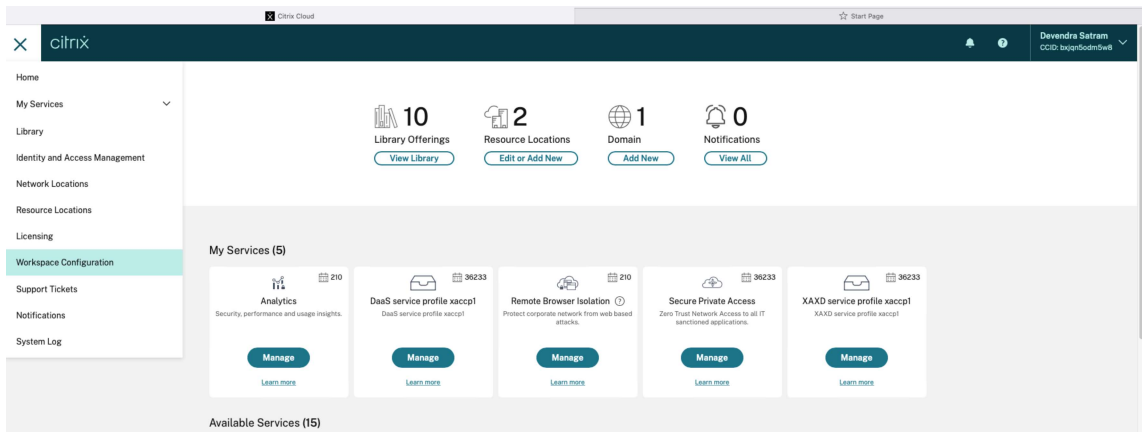 Citrix Cloud
Start Page
citrix
Devendra Satram
CCID: bxjqn5odm5w8
Home
My Services
Library
Identity and Access Management
Network Locations
Resource Locations
Licensing
Workspace Configuration
Support Tickets
Notifications
System Log
10
Library Offerings
View Library
2
Resource Locations
Edit or Add New
1
Domain
Add New
0
Notifications
View All
My Services (5)
210
Analytics
Security, performance and usage insights.
Manage
Learn more
36233
DaaS service profile xaccp1
DaaS service profile xaccp1
Manage
Learn more
210
Remote Browser Isolation
Protect corporate network from web based
attacks.
Manage
Learn more
36233
Secure Private Access
Zero Trust Network Access to all IT
sanctioned applications.
Manage
Learn more
36233
XAXD service profile xaccp1
XAXD service profile xaccp1
Manage
Learn more
Available Services (15)